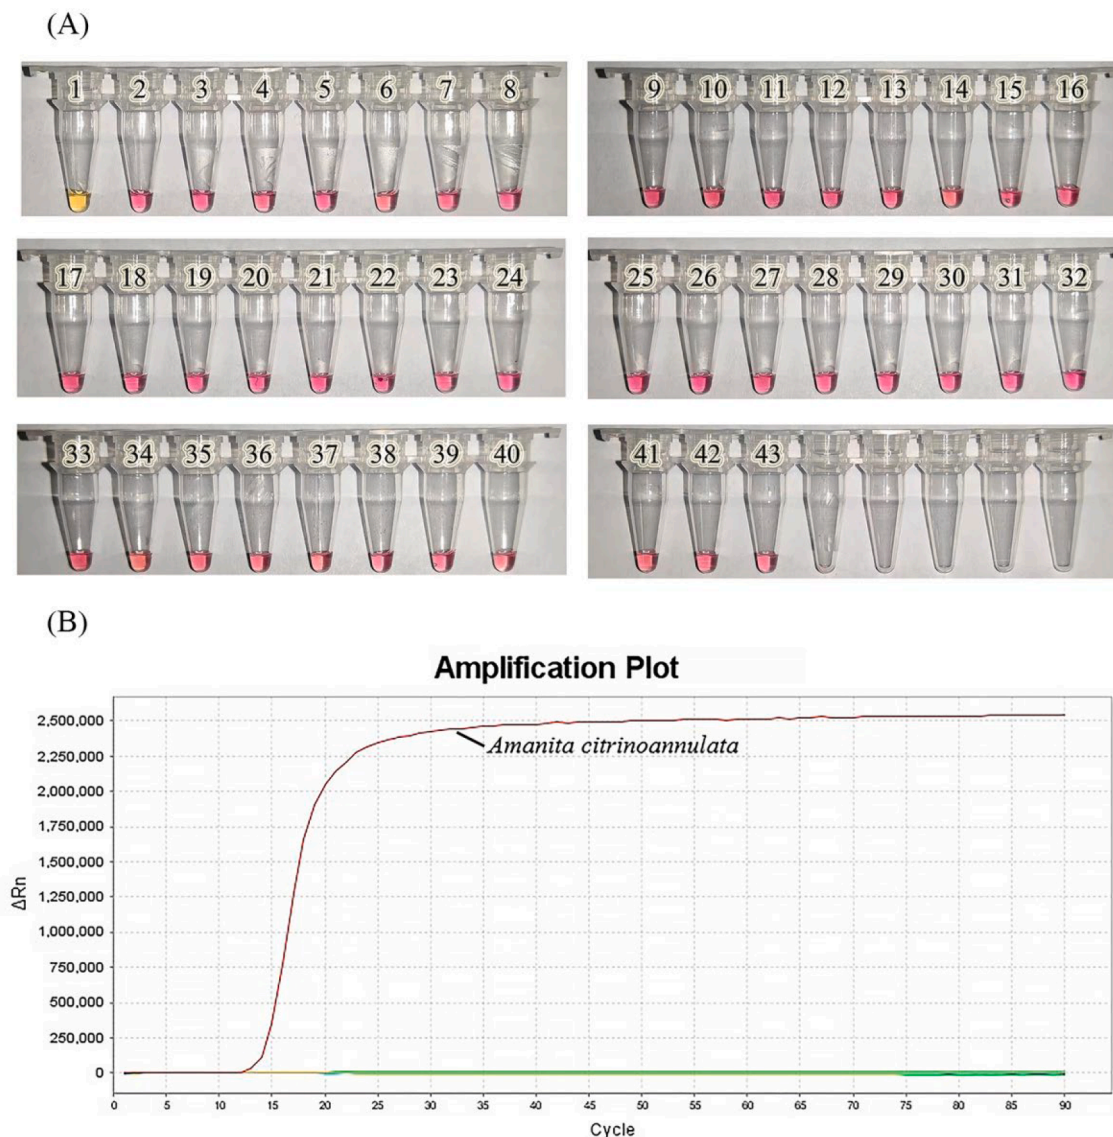 (A)
1 2 3 4 5 6 7 8 9 10 11 12 13 14 15 16
17 18 19 20 21 22 23 24 25 26 27 28 29 30 31 32
33 34 35 36 37 38 39 40 41 42 43
(B)
Amplification Plot
2,500,000
2,250,000
2,000,000
1,750,000
1,500,000
1,250,000
1,000,000
750,000
500,000
250,000
0
ΔRn
Amanita citrinoannulata
0 5 10 15 20 25 30 35 40 45 50 55 60 65 70 75 80 85 90
Cycle